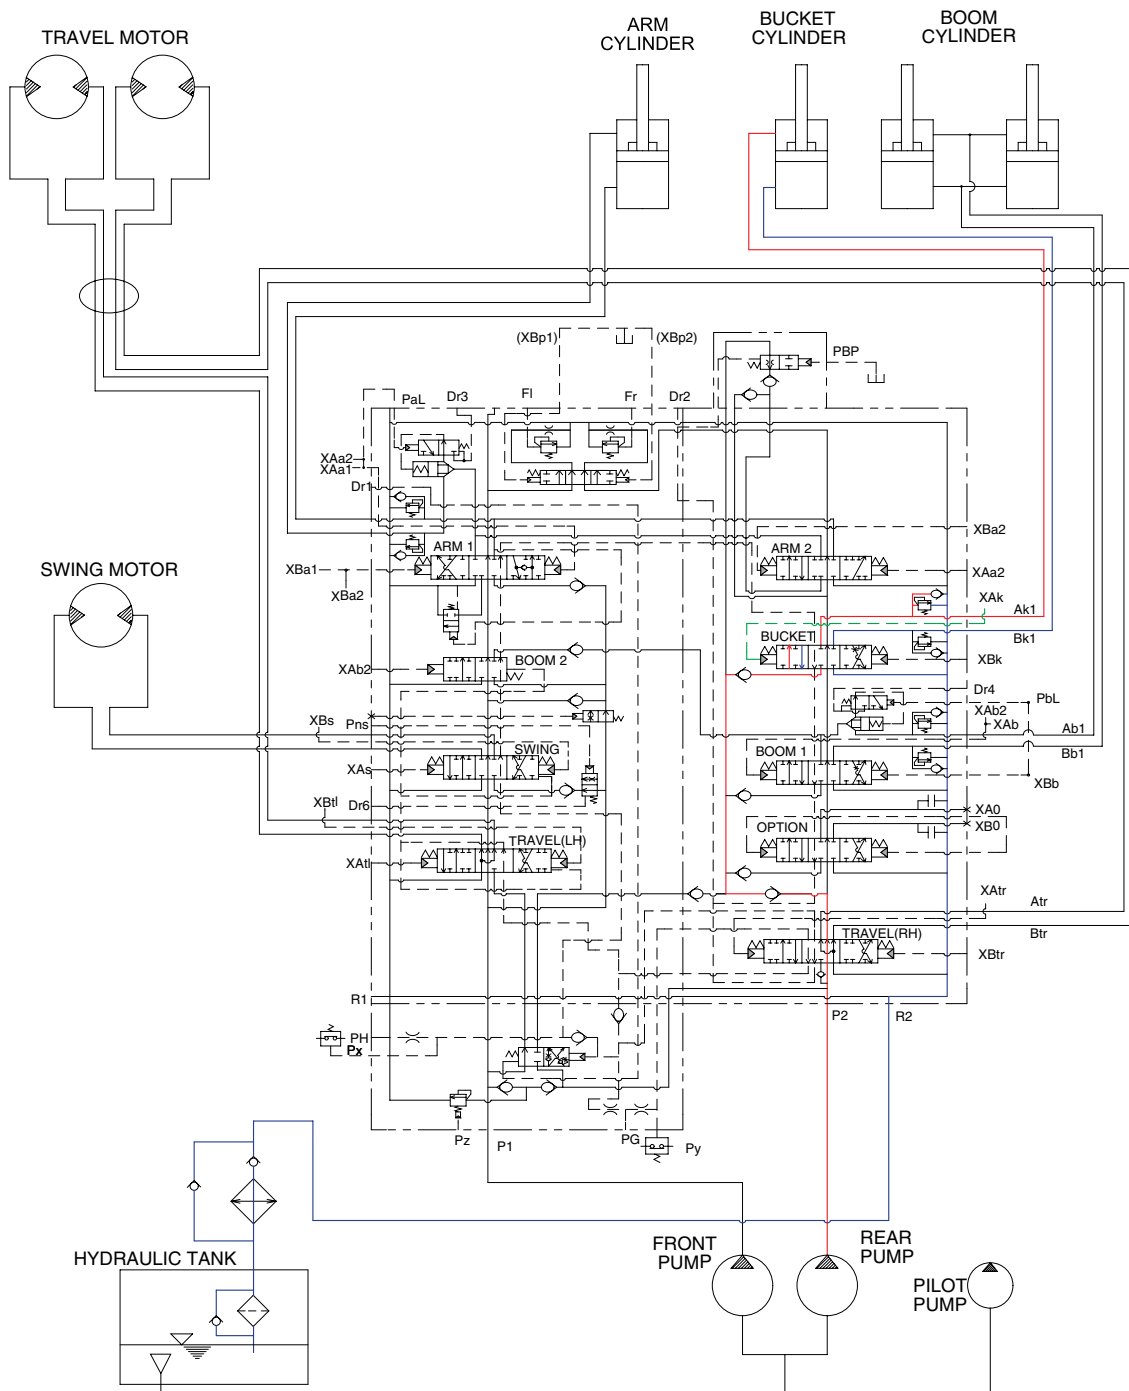 ARM
CYLINDER
BUCKET
CYLINDER
BOOM
CYLINDER
TRAVEL MOTOR
(XBp1)
(XBp2)
PBP
PaL
Dr3
Fl
Fr
Dr2
XAa2
XAa1
Dr1
XBa2
ARM 1
ARM 2
SWING MOTOR
XBa1
XAa2
XBa2
XAk
Ak1
BUCKET
Bk1
XAb2
BOOM 2
XBk
Dr4
PbL
XAb2
XBs
Pns
XAb
Ab1
SWING
BOOM 1
Bb1
XAs
XBb
XBtl
Dr6
XA0
XB0
OPTION
TRAVEL(LH)
XAtl
XAtr
Atr
TRAVEL(RH)
Btr
XBtr
R1
P2
R2
PH
Px
Pz
P1
PG
Py
FRONT
PUMP
REAR
PUMP
HYDRAULIC TANK
PILOT
PUMP